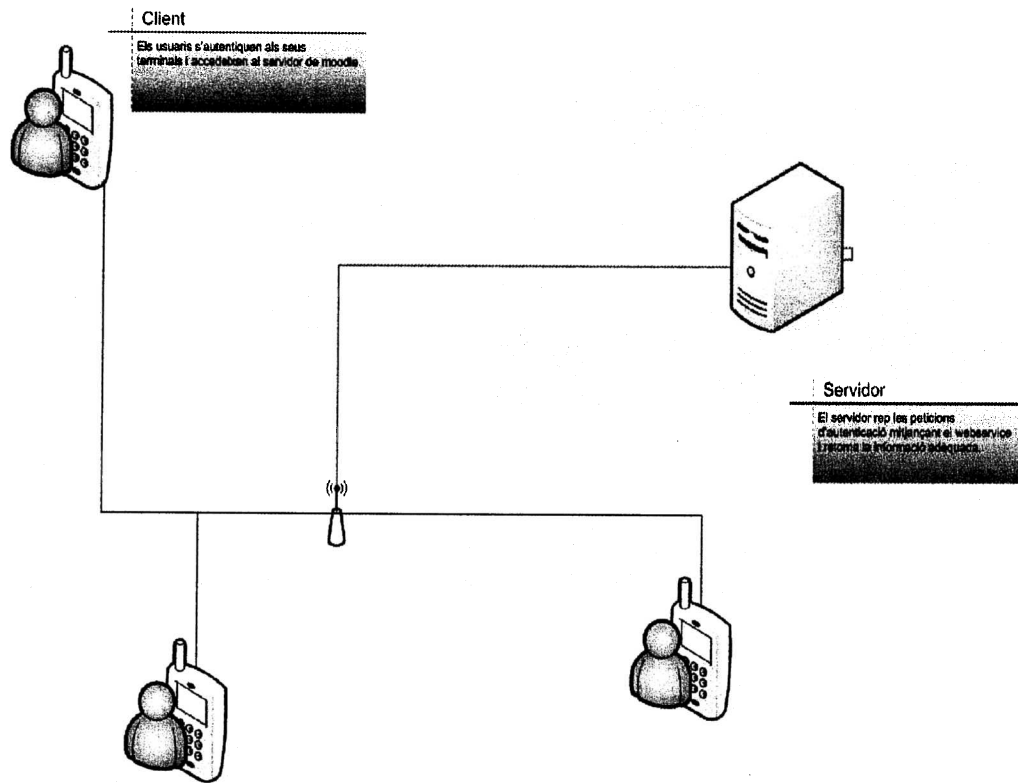 Client
Els usuaris s'autentiquen als seus
terminals i accedeixen al servidor de moodle.
Servidor
El servidor rep les peticions
d'autenticació mitjançant el webservice
i retorna la informació adequada.